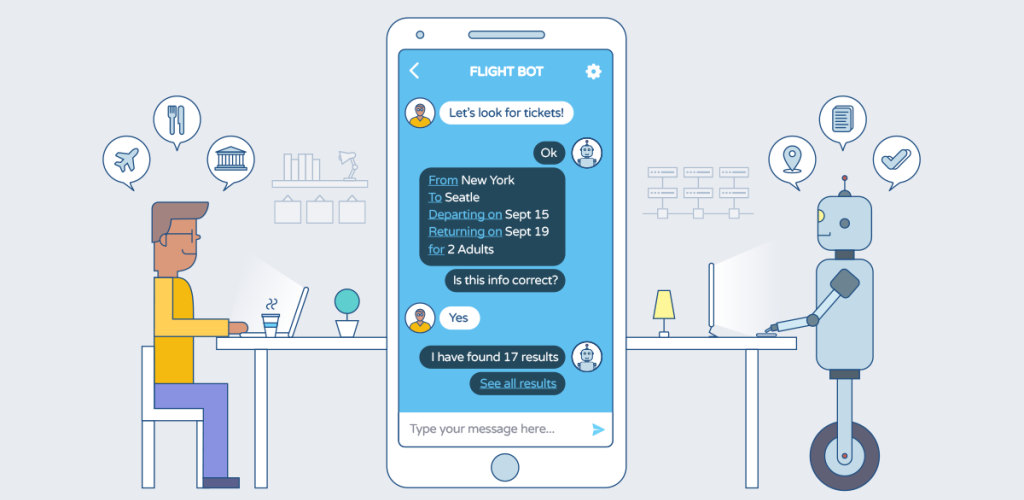 FLIGHT BOT
Let's look for tickets!
Ok
From New York
To Seatle
Departing on Sept 15
Returning on Sept 19
for 2 Adults
Is this info correct?
Yes
I have found 17 results
See all results
Type your message here...